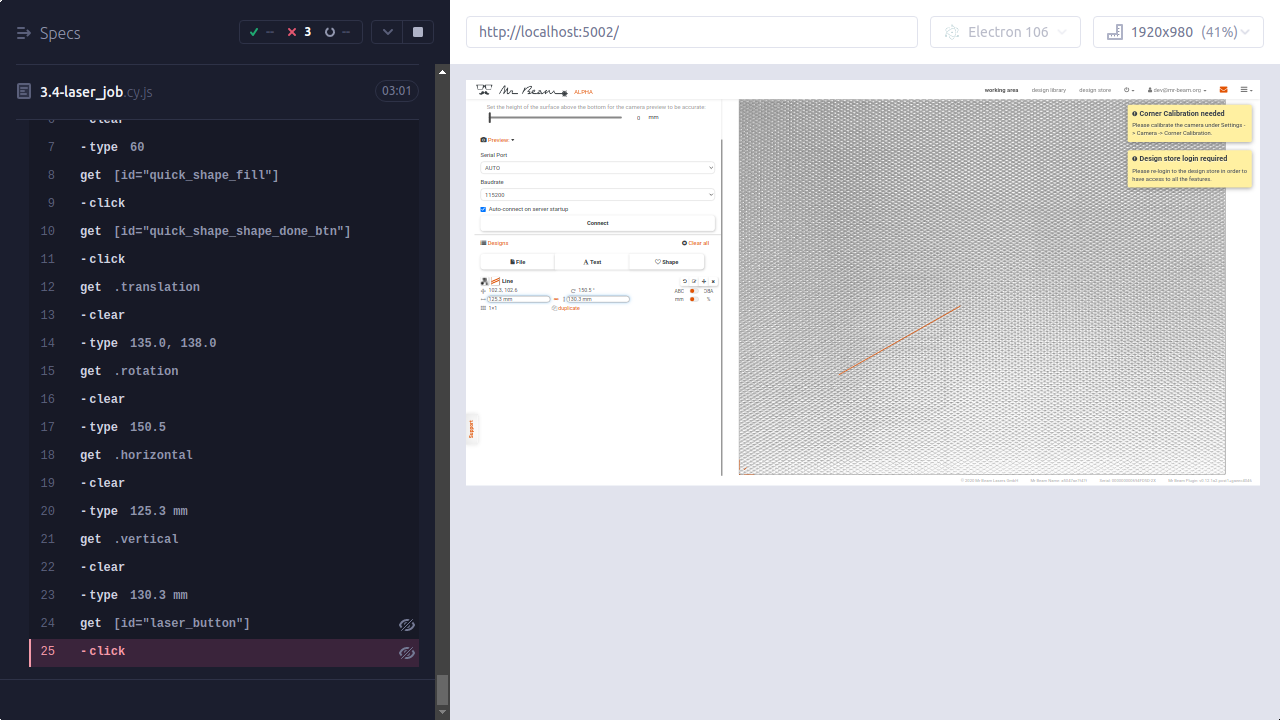 Specs
--
3
--
3.4-laser_job.cy.js
03:01
-clear
7 -type 60
8 get [id="quick_shape_fill"]
9 -click
10 get [id="quick_shape_shape_done_btn"]
11 -click
12 get .translation
13 -clear
14 -type 135.0, 138.0
15 get .rotation
16 -clear
17 -type 150.5
18 get .horizontal
19 -clear
20 -type 125.3 mm
21 get .vertical
22 -clear
23 -type 130.3 mm
24 get [id="laser_button"]
25 -click
http://localhost:5002/
Electron 106
1920x980 (41%)
Mr Beam ALPHA
working area
design library
design store
dev@mr-beam.org
Set the height of the surface above the bottom for the camera preview to be accurate
0 mm
Preview
Serial Port
AUTO
Baudrate
115200
Auto-connect on server startup
Connect
Designs
Clear all
File
Text
Shape
Line
102.3, 102.6
150.5 °
125.3 mm
130.3 mm
mm
%
1×1
duplicate
Support
Corner Calibration needed
Please calibrate the camera under Settings -
> Camera -> Corner Calibration.
Design store login required
Please re-login to the design store in order to
have access to all the features.